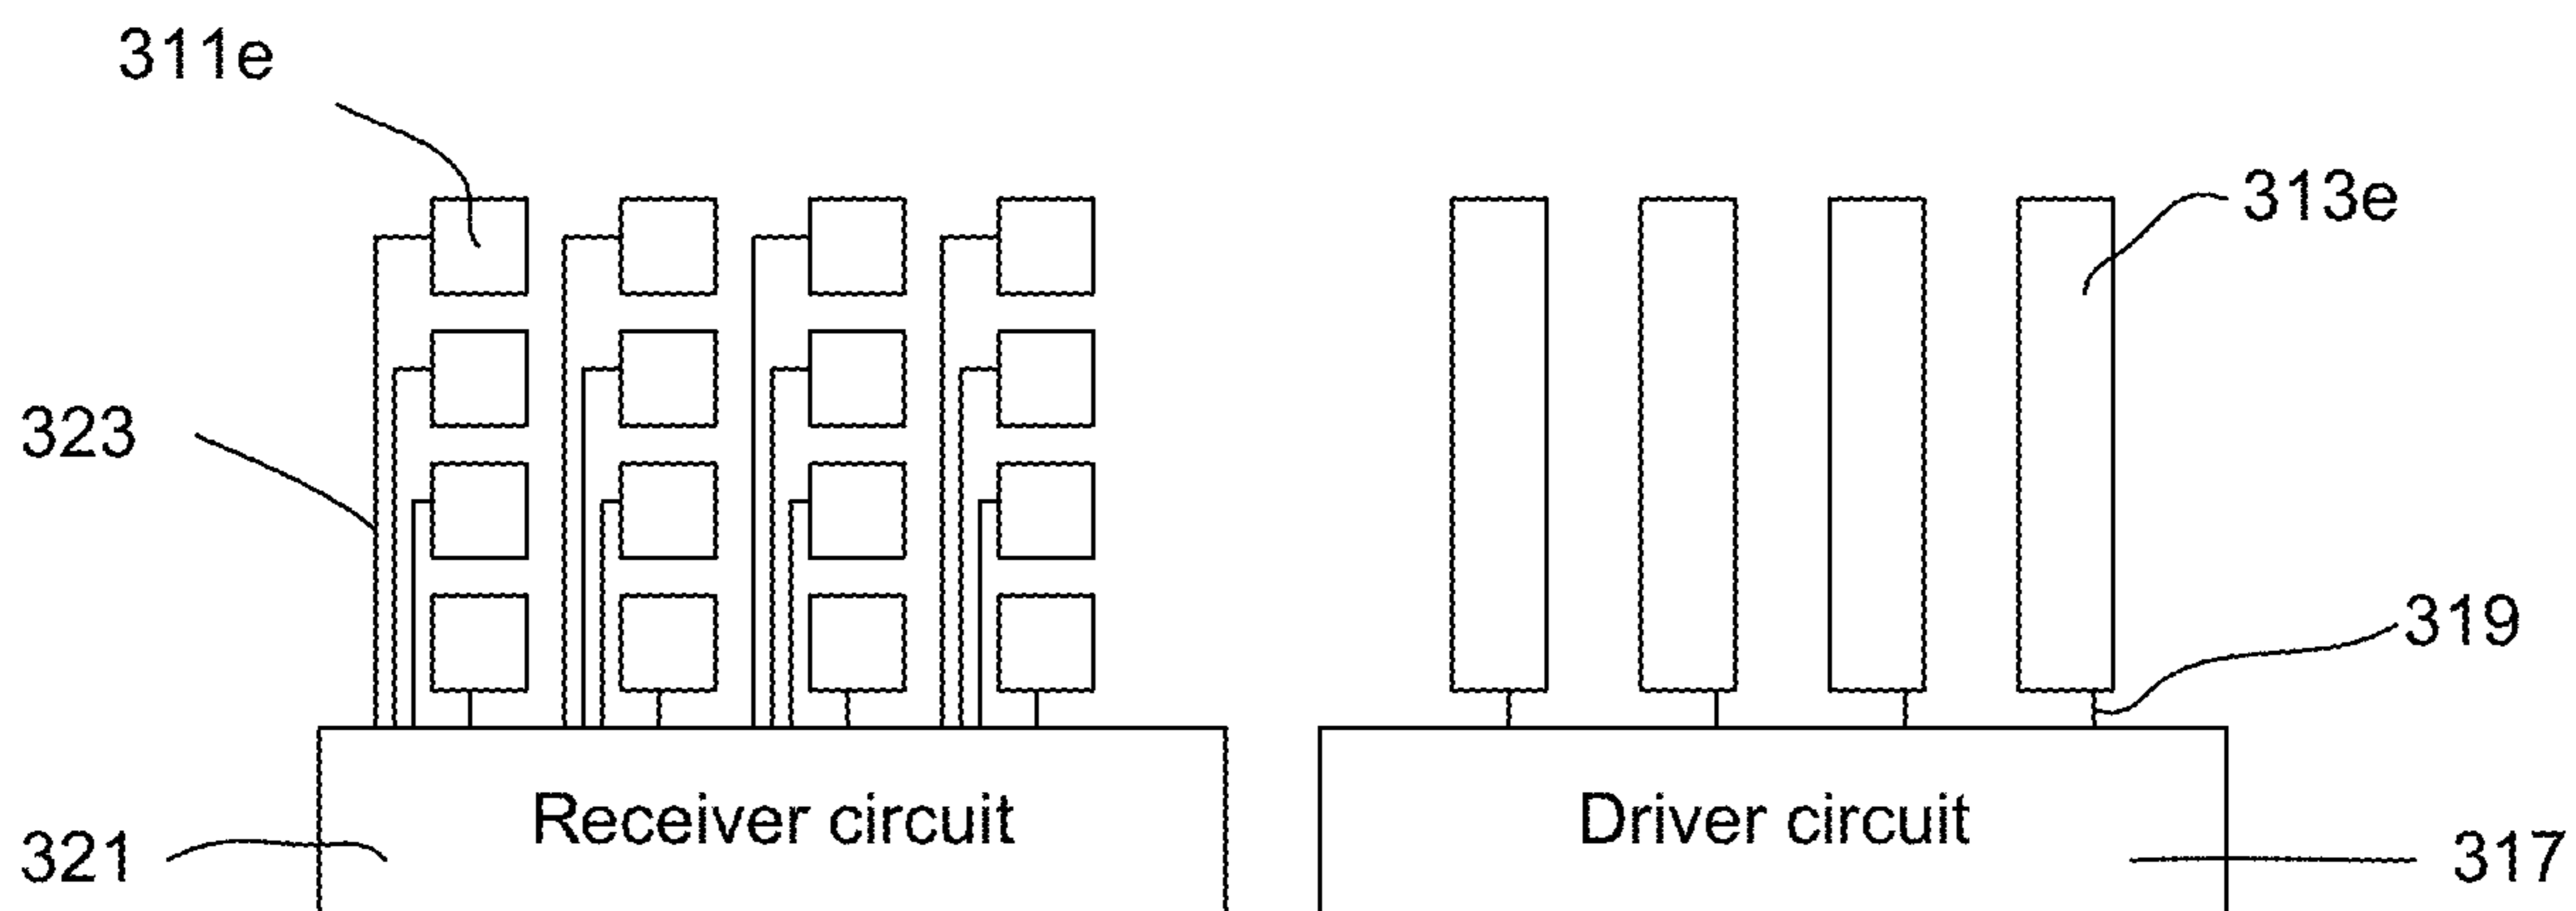 311e
313e
323
319
Receiver circuit
Driver circuit
321
317